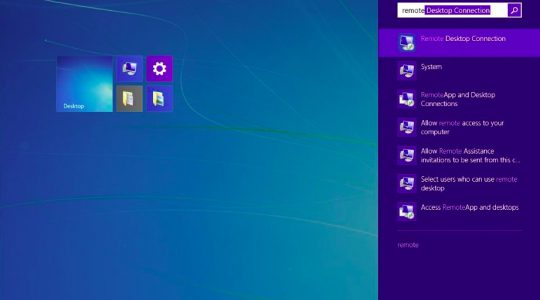 remote Desktop Connection
Desktop
Remote Desktop Connection
System
RemoteApp and Desktop
Connections
Allow remote access to your
computer
Allow Remote Assistance
invitations to be sent from this c...
Select users who can use remote
desktop
Access RemoteApp and desktops
remote